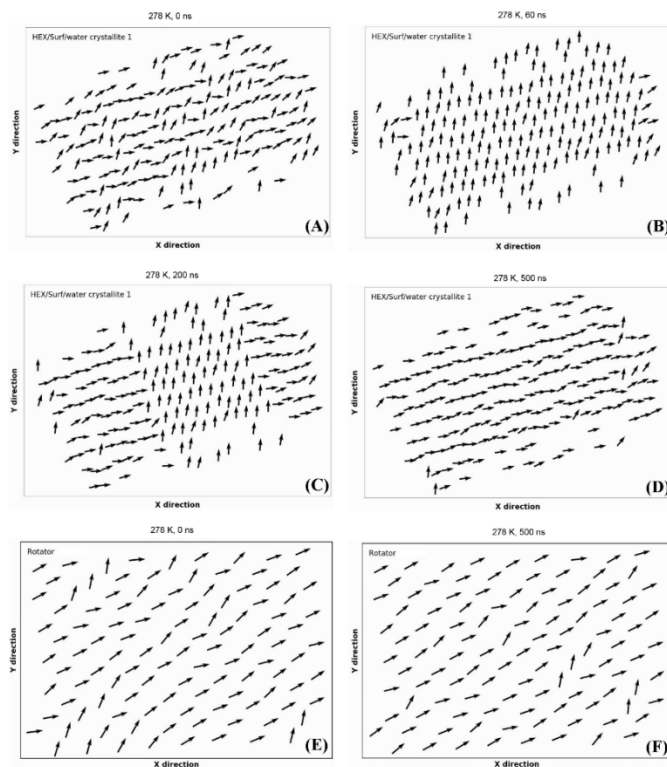 278 K, 0 ns
HEX/Surf/water crystallite 1
Y direction
X direction
(A)
278 K, 60 ns
HEX/Surf/water crystallite 1
Y direction
X direction
(B)
278 K, 200 ns
HEX/Surf/water crystallite 1
Y direction
X direction
(C)
278 K, 500 ns
HEX/Surf/water crystallite 1
Y direction
X direction
(D)
278 K, 0 ns
Rotator
Y direction
X direction
(E)
278 K, 500 ns
Rotator
Y direction
X direction
(F)